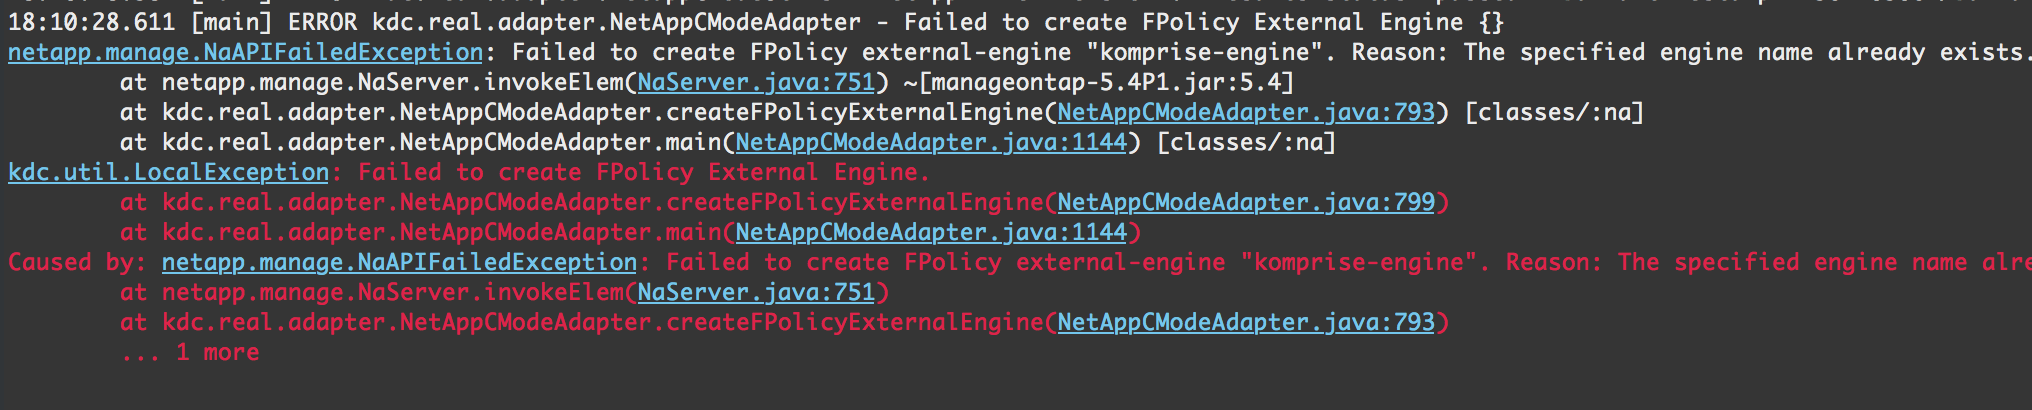 18:10:28.611 [main] ERROR kdc.real.adapter.NetAppCModeAdapter - Failed to create FPolicy External Engine {}
netapp.manage.NaAPIFailedException: Failed to create FPolicy external-engine "komprise-engine". Reason: The specified engine name already exists.
at netapp.manage.NaServer.invokeElem(NaServer.java:751) ~[manageontap-5.4P1.jar:5.4]
at kdc.real.adapter.NetAppCModeAdapter.createFPolicyExternalEngine(NetAppCModeAdapter.java:793) [classes/:na]
at kdc.real.adapter.NetAppCModeAdapter.main(NetAppCModeAdapter.java:1144) [classes/:na]
kdc.util.LocalException: Failed to create FPolicy External Engine.
at kdc.real.adapter.NetAppCModeAdapter.createFPolicyExternalEngine(NetAppCModeAdapter.java:799)
at kdc.real.adapter.NetAppCModeAdapter.main(NetAppCModeAdapter.java:1144)
Caused by: netapp.manage.NaAPIFailedException: Failed to create FPolicy external-engine "komprise-engine". Reason: The specified engine name alre
at netapp.manage.NaServer.invokeElem(NaServer.java:751)
at kdc.real.adapter.NetAppCModeAdapter.createFPolicyExternalEngine(NetAppCModeAdapter.java:793)
... 1 more